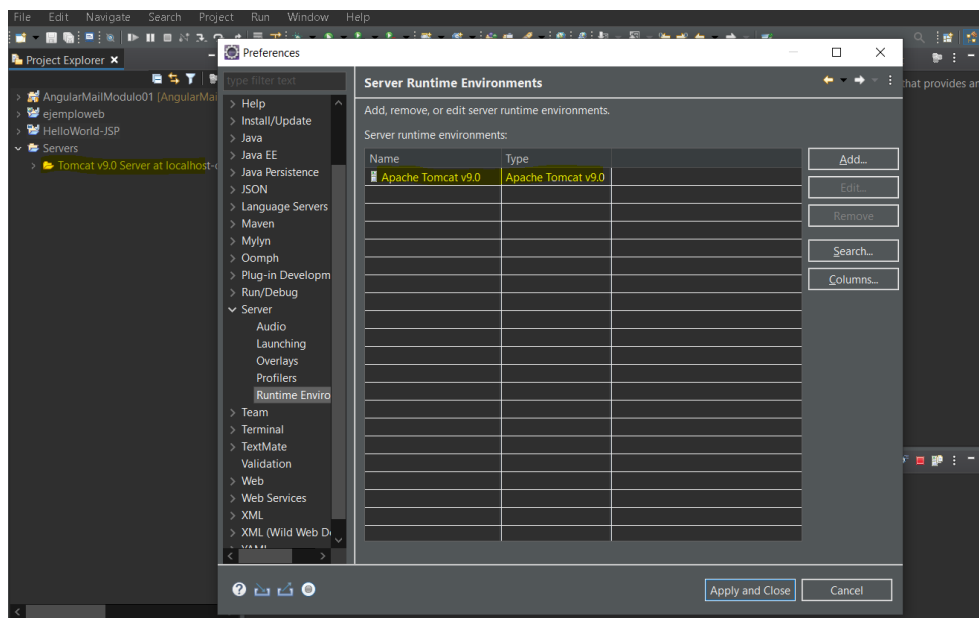 File Edit Navigate Search Project Run Window Help
Project Explorer
AngularMailModulo01 [AngularMai
ejemploweb
HelloWorld-JSP
Servers
Tomcat v9.0 Server at localhost-
Preferences
type filter text
Help
Install/Update
Java
Java EE
Java Persistence
JSON
Language Servers
Maven
Mylyn
Oomph
Plug-in Developm
Run/Debug
Server
Audio
Launching
Overlays
Profilers
Runtime Enviro
Team
Terminal
TextMate
Validation
Web
Web Services
XML
XML (Wild Web D
Server Runtime Environments
Add, remove, or edit server runtime environments.
Server runtime environments:
Name Type
Apache Tomcat v9.0 Apache Tomcat v9.0
Add...
Edit...
Remove
Search...
Columns...
Apply and Close Cancel
that provides an